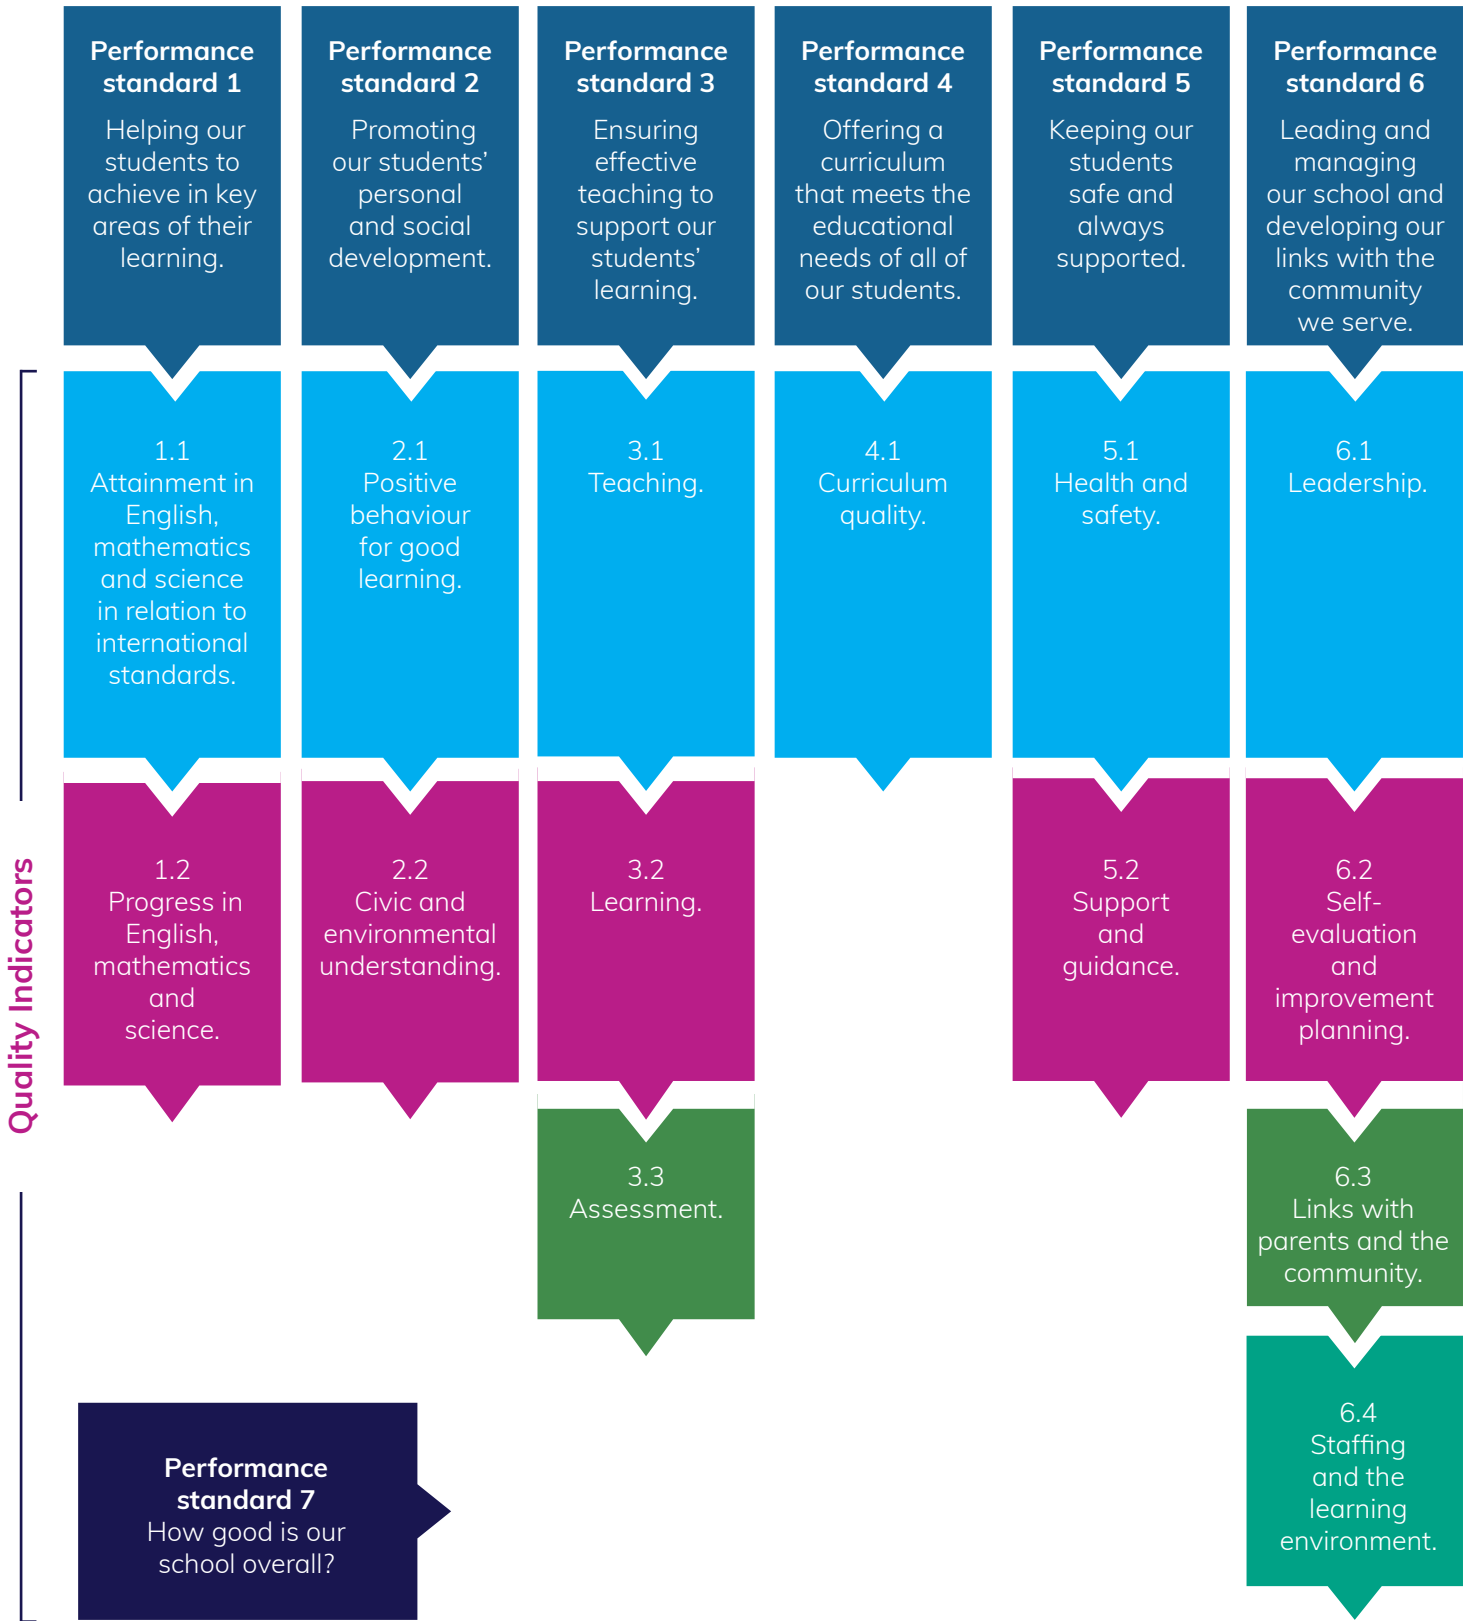 Performance
standard 1
Helping our
students to
achieve in key
areas of their
learning.
Performance
standard 2
Promoting
our students’
personal
and social
development.
Performance
standard 3
Ensuring
effective
teaching to
support our
students’
learning.
Performance
standard 4
Offering a
curriculum
that meets the
educational
needs of all of
our students.
Performance
standard 5
Keeping our
students
safe and
always
supported.
Performance
standard 6
Leading and
managing
our school and
developing our
links with the
community
we serve.
Quality Indicators
1.1
Attainment in
English,
mathematics
and science
in relation to
international
standards.
2.1
Positive
behaviour
for good
learning.
3.1
Teaching.
4.1
Curriculum
quality.
5.1
Health and
safety.
6.1
Leadership.
1.2
Progress in
English,
mathematics
and
science.
2.2
Civic and
environmental
understanding.
3.2
Learning.
5.2
Support
and
guidance.
6.2
Self-
evaluation
and
improvement
planning.
3.3
Assessment.
6.3
Links with
parents and the
community.
6.4
Staffing
and the
learning
environment.
Performance
standard 7
How good is our
school overall?